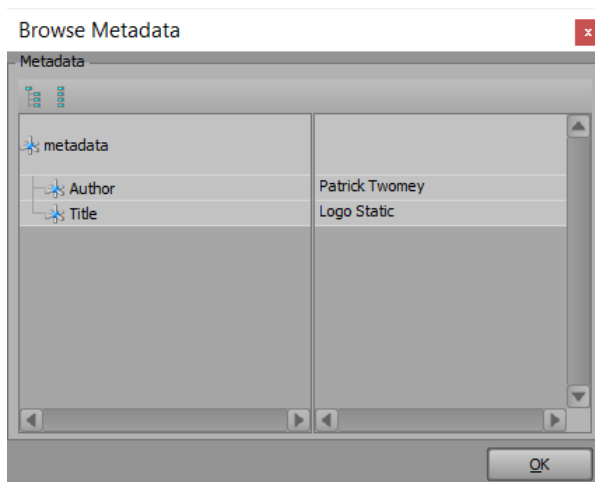 Browse Metadata
x
Metadata
metadata
Author Patrick Twomey
Title Logo Static
OK